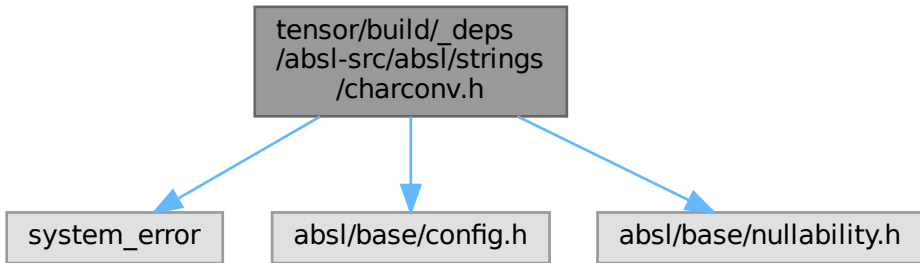 tensor/build/_deps
/absl-src/absl/strings
/charconv.h
system_error
absl/base/config.h
absl/base/nullability.h